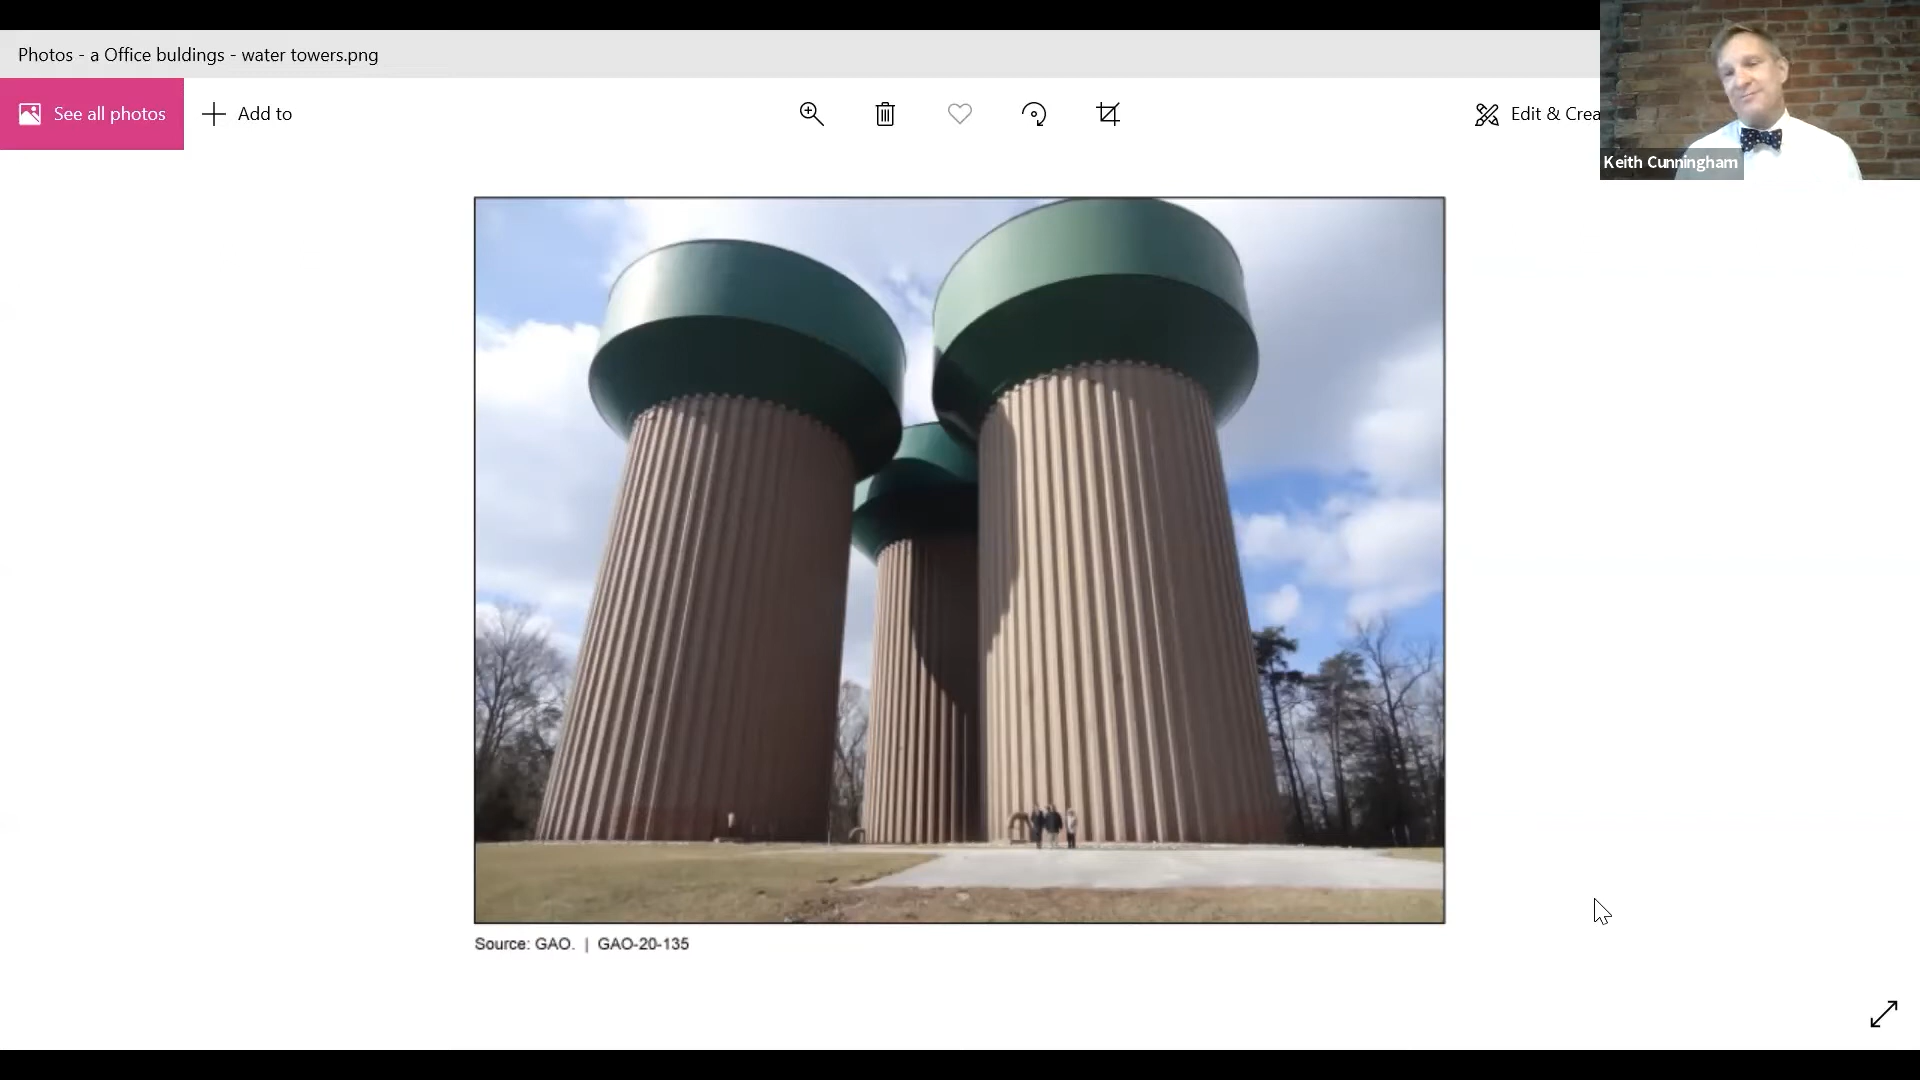 Photos - a Office buldings - water towers.png
See all photos
Add to
Edit & Crea
Keith Cunningham
Source: GAO. | GAO-20-135